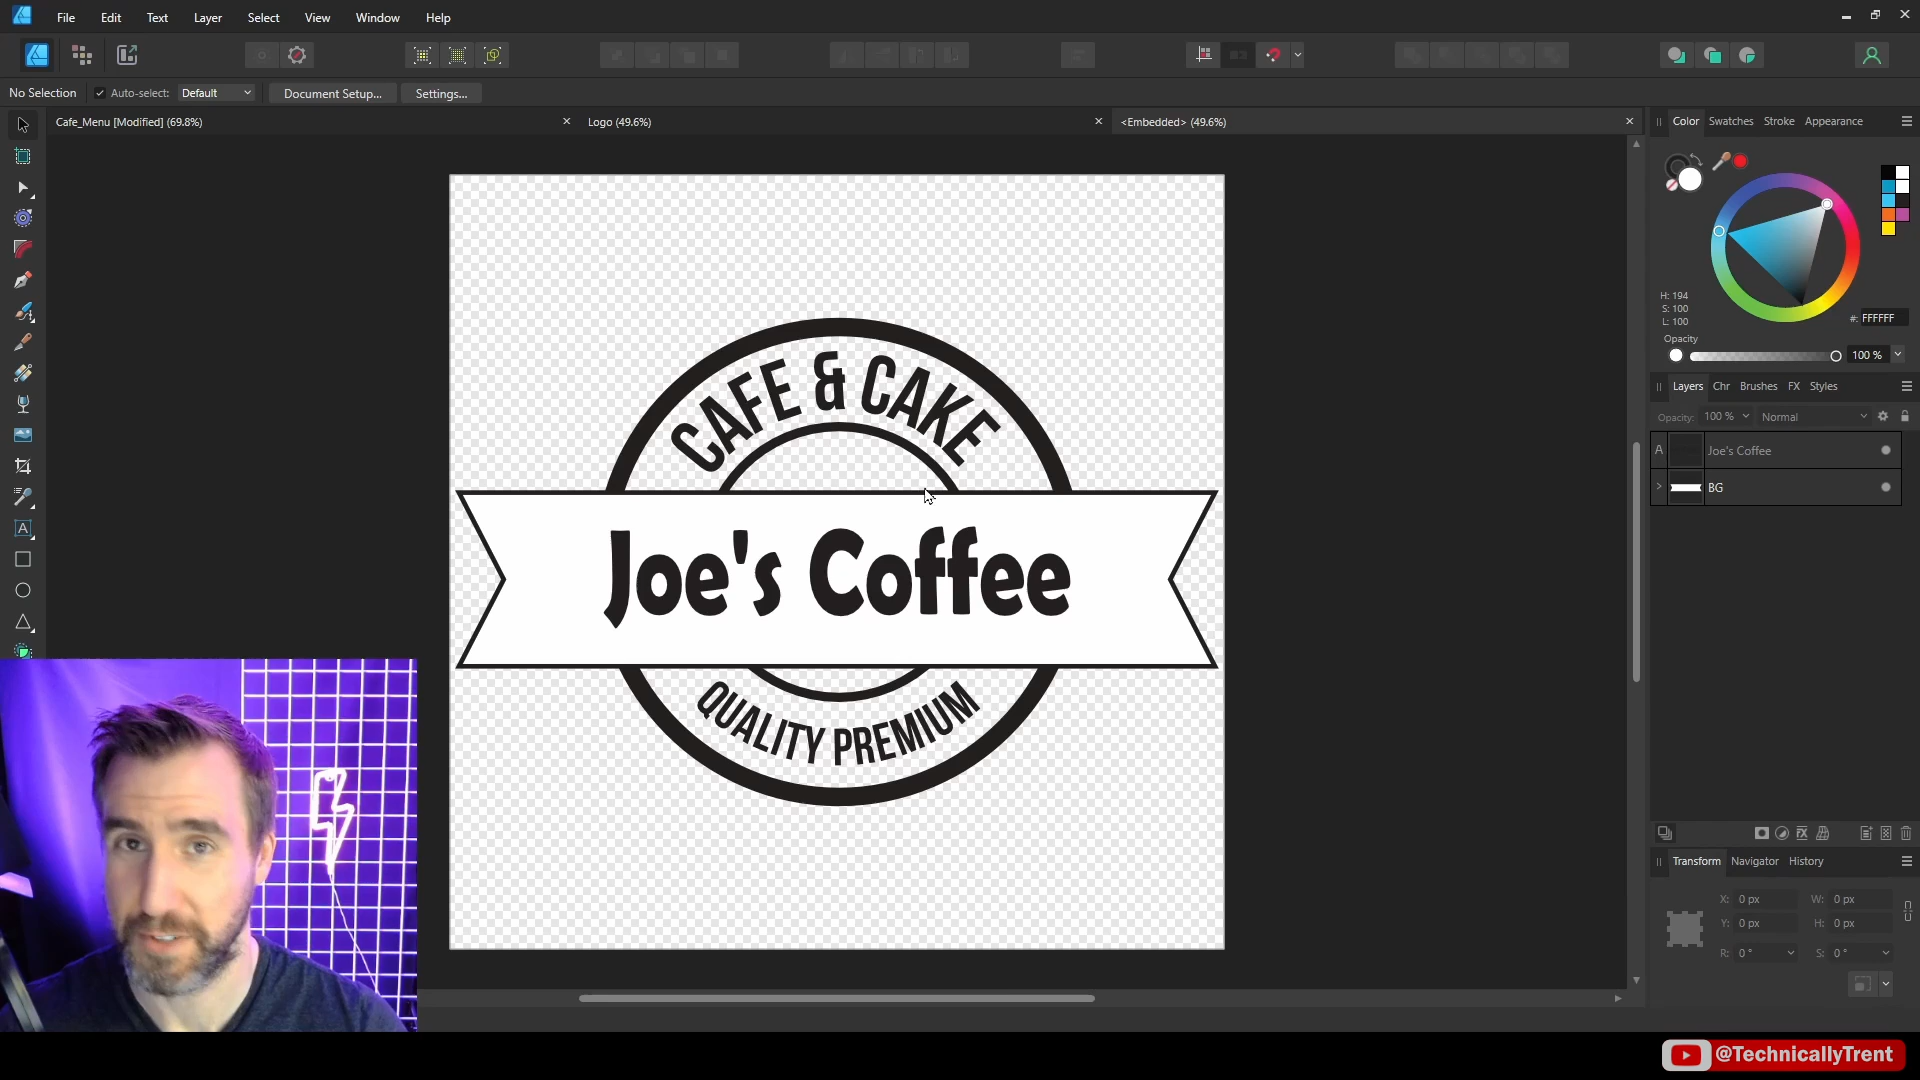 File Edit Text Layer Select View Window Help
No Selection Auto-select: Default Document Setup... Settings...
Cafe_Menu [Modified] (69.8%) Logo (49.6%) <Embedded> (49.6%)
Color Swatches Stroke Appearance
H: 194
S: 100
L: 100
#: FFFFFF
Opacity
100 %
Layers Chr Brushes FX Styles
Opacity: 100 % Normal
A Joe's Coffee
BG
CAFE & CAKE
Joe's Coffee
QUALITY PREMIUM
Transform Navigator History
X: 0 px W: 0 px
Y: 0 px H: 0 px
R: 0 ° S: 0 °
@TechnicallyTrent